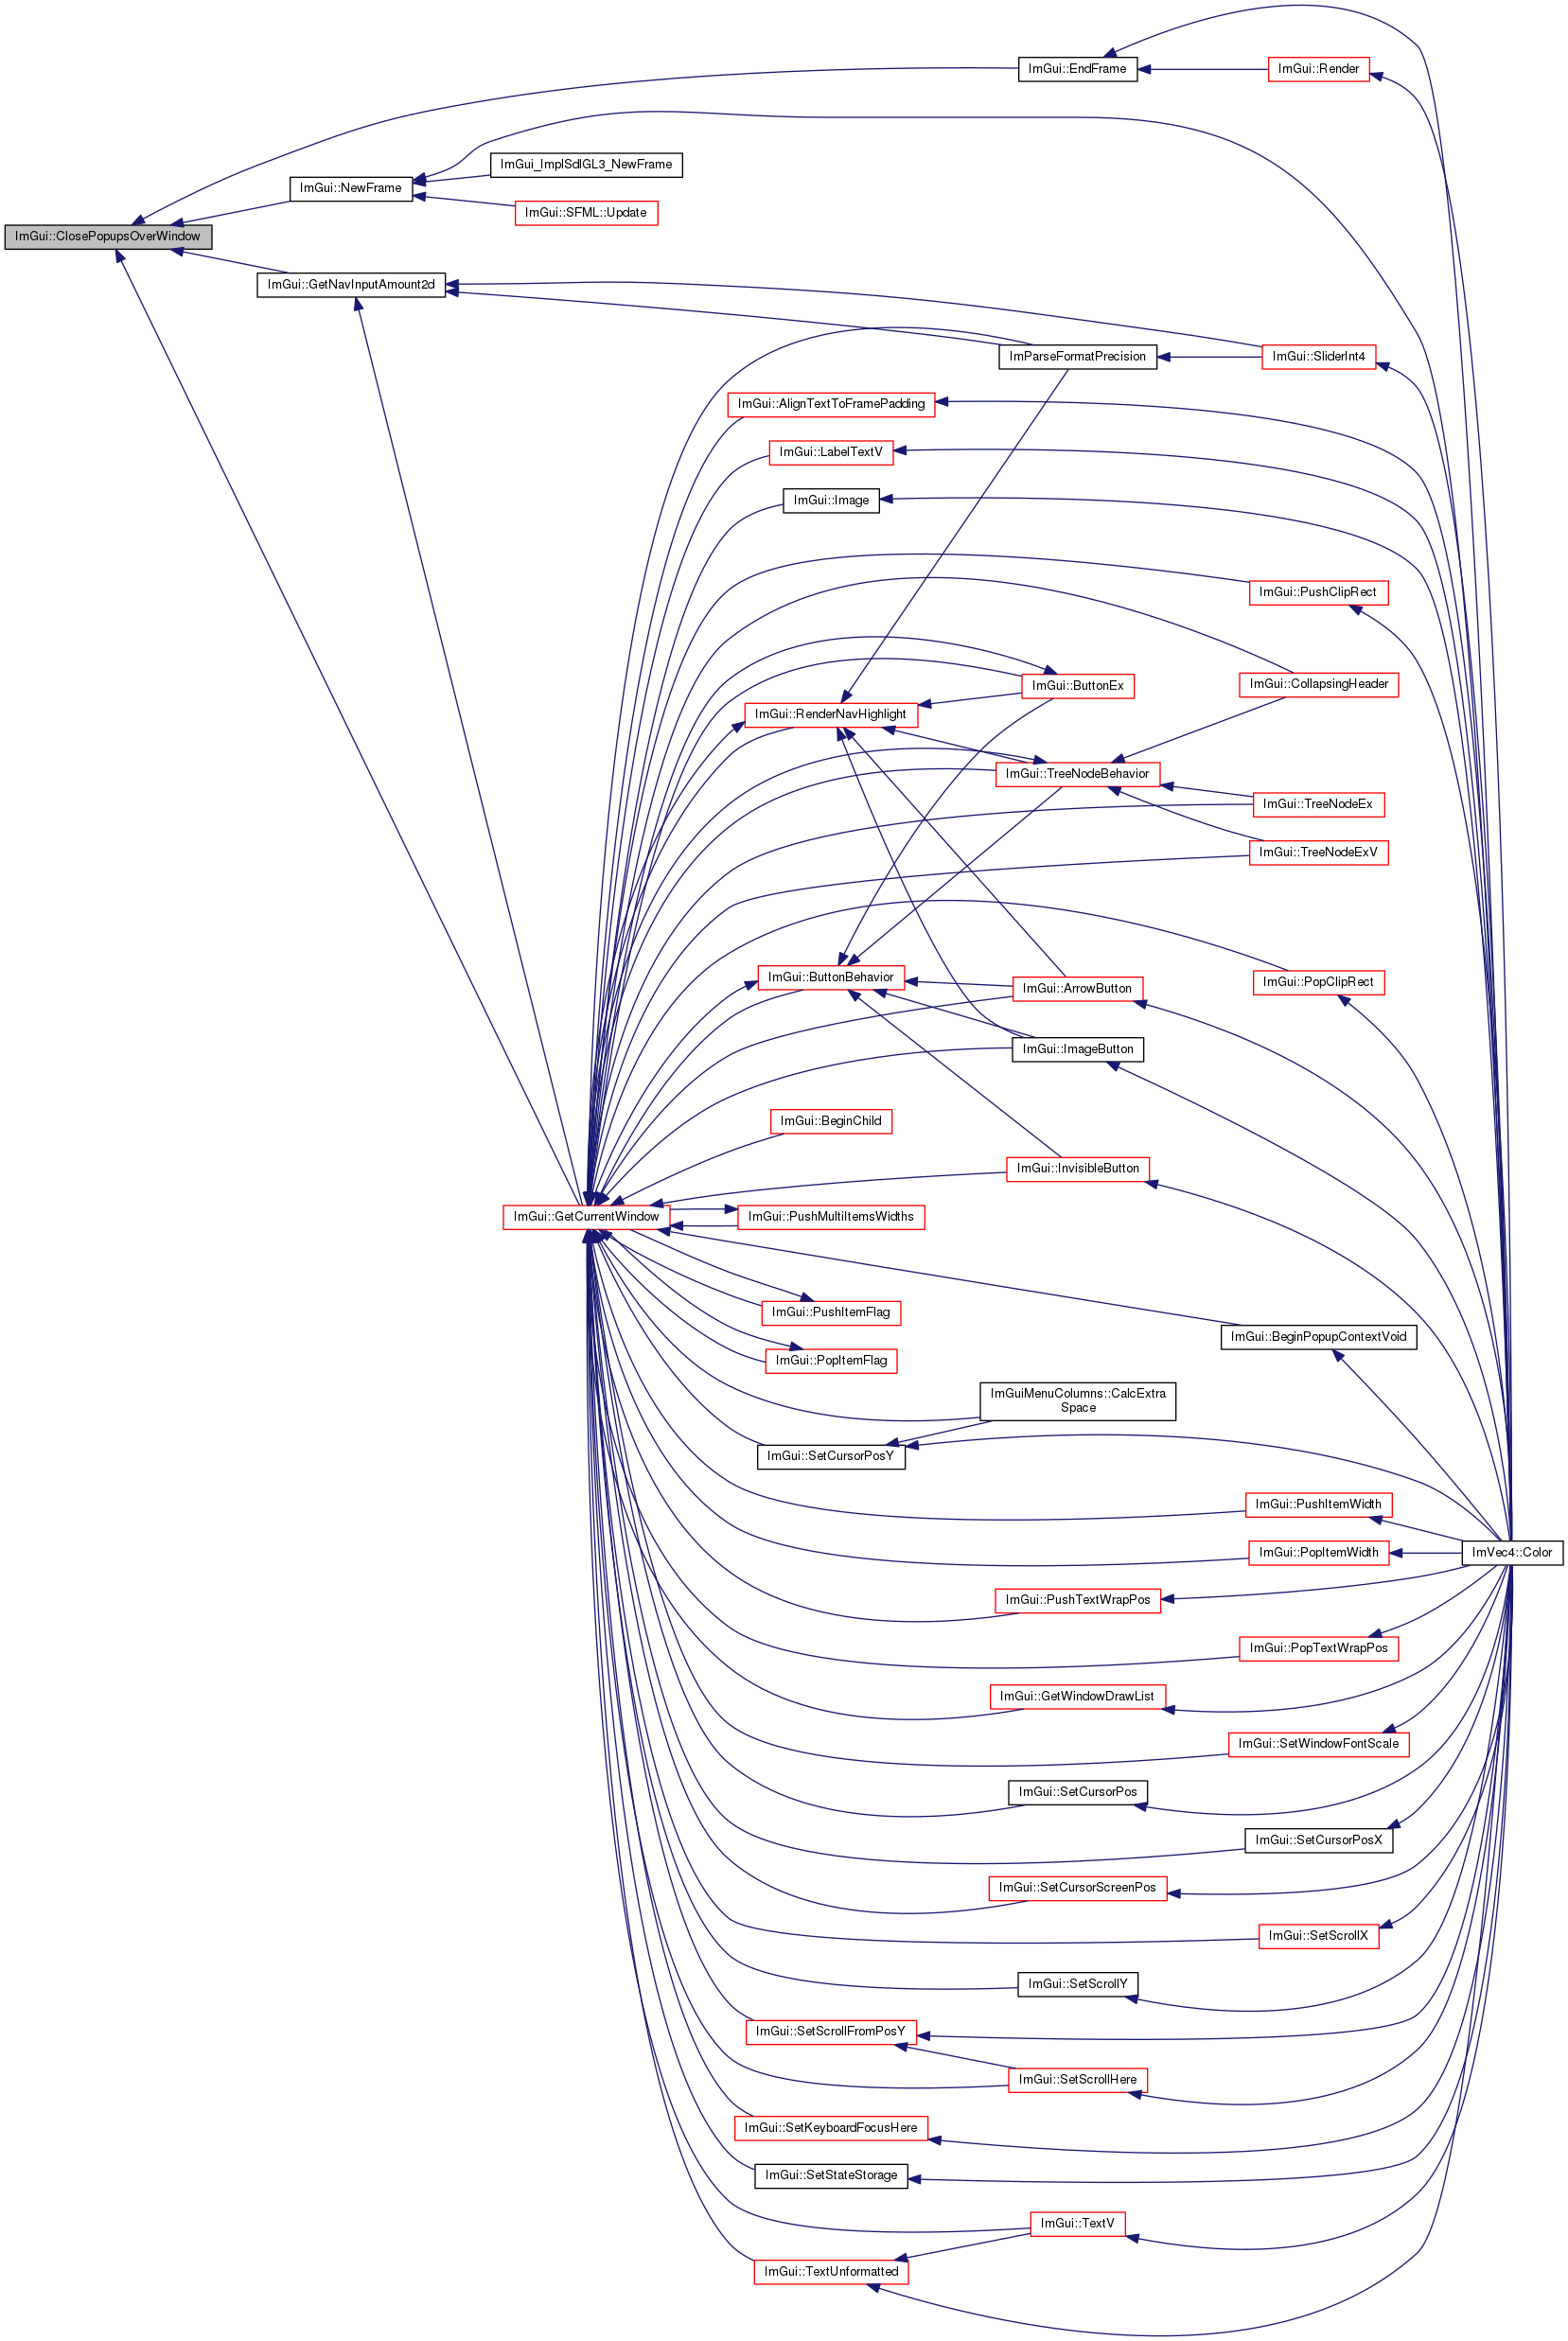 ImGui::EndFrame
ImGui::Render
ImGui_ImplSdlGL3_NewFrame
ImGui::NewFrame
ImGui::SFML::Update
ImGui::ClosePopupsOverWindow
ImGui::GetNavInputAmount2d
ImParseFormatPrecision
ImGui::SliderInt4
ImGui::AlignTextToFramePadding
ImGui::LabelTextV
ImGui::Image
ImGui::PushClipRect
ImGui::ButtonEx
ImGui::CollapsingHeader
ImGui::RenderNavHighlight
ImGui::TreeNodeBehavior
ImGui::TreeNodeEx
ImGui::TreeNodeExV
ImGui::ButtonBehavior
ImGui::ArrowButton
ImGui::PopClipRect
ImGui::ImageButton
ImGui::BeginChild
ImGui::InvisibleButton
ImGui::GetCurrentWindow
ImGui::PushMultiItemsWidths
ImGui::PushItemFlag
ImGui::BeginPopupContextVoid
ImGui::PopItemFlag
ImGuiMenuColumns::CalcExtra
Space
ImGui::SetCursorPosY
ImGui::PushItemWidth
ImGui::PopItemWidth
ImVec4::Color
ImGui::PushTextWrapPos
ImGui::PopTextWrapPos
ImGui::GetWindowDrawList
ImGui::SetWindowFontScale
ImGui::SetCursorPos
ImGui::SetCursorPosX
ImGui::SetCursorScreenPos
ImGui::SetScrollX
ImGui::SetScrollY
ImGui::SetScrollFromPosY
ImGui::SetScrollHere
ImGui::SetKeyboardFocusHere
ImGui::SetStateStorage
ImGui::TextV
ImGui::TextUnformatted